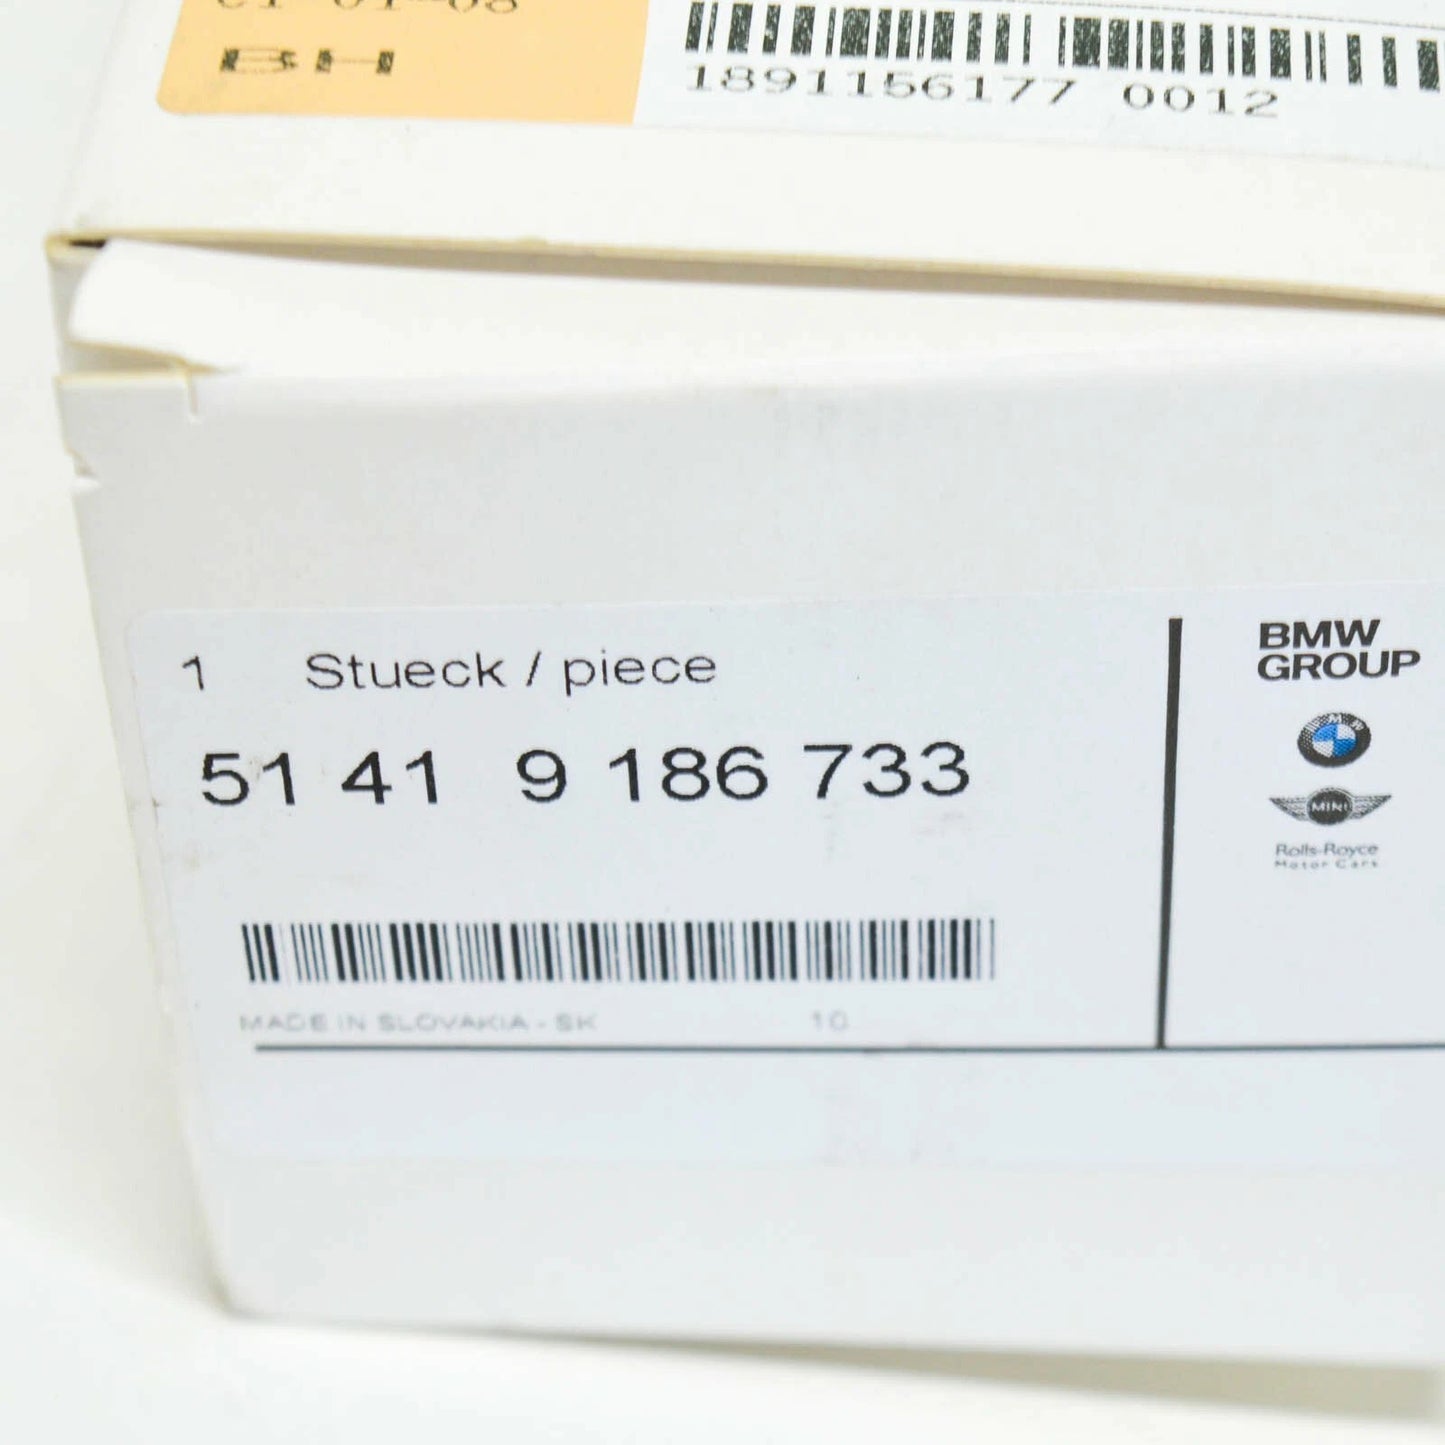 BH
1891156177 0012
1 Stueck / piece
51 41 9 186 733
BMW
GROUP
BMW
MINI
Rolls-Royce
Motor Cars
MADE IN SLOVAKIA - SK 10